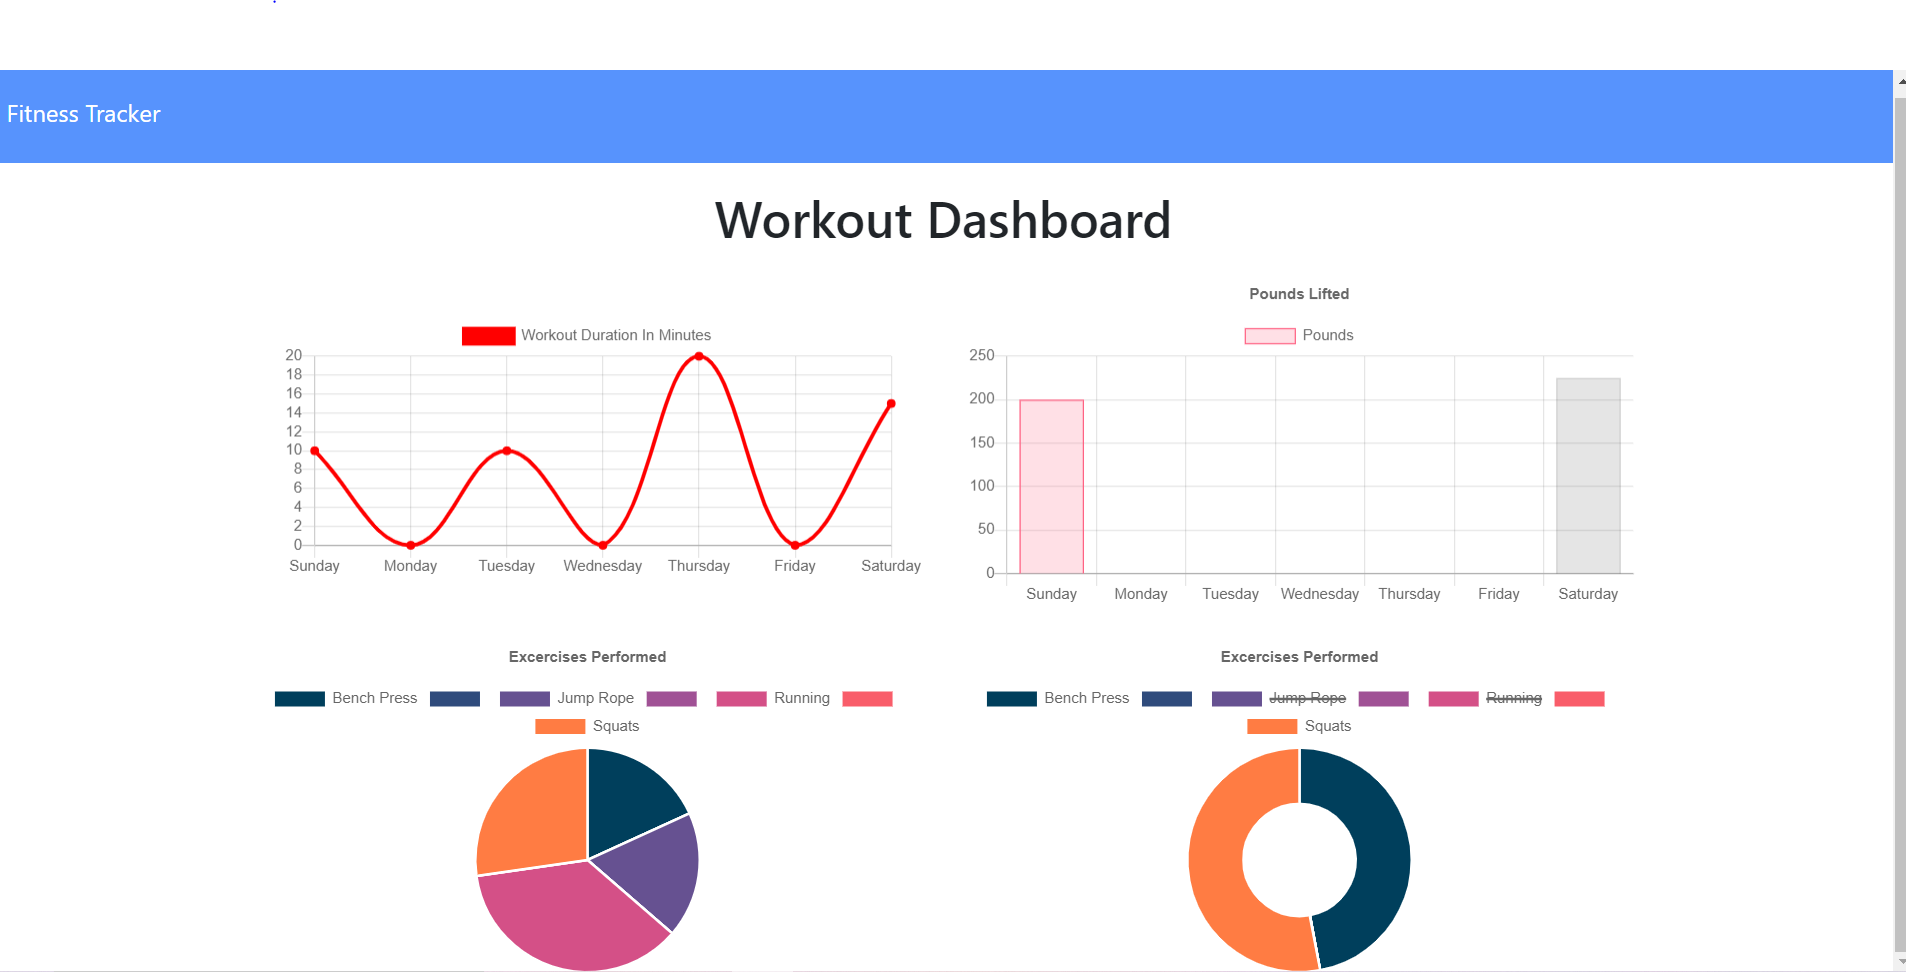 Fitness Tracker
Workout Dashboard
Workout Duration In Minutes
20
18
16
14
12
10
8
6
4
2
0
Sunday Monday Tuesday Wednesday Thursday Friday Saturday
Pounds Lifted
Pounds
250
200
150
100
50
0
Sunday Monday Tuesday Wednesday Thursday Friday Saturday
Excercises Performed
Bench Press Jump Rope Running
Squats
Excercises Performed
Bench Press Jump Rope Running
Squats